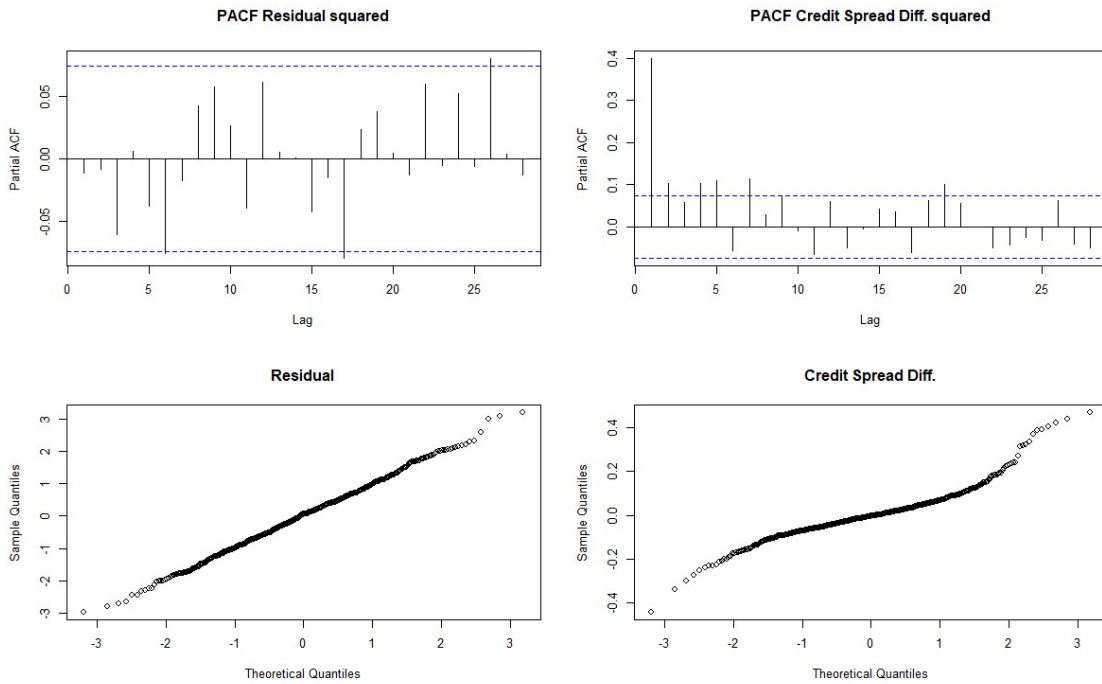 PACF Residual squared
Partial ACF
0.05
0.00
-0.05
0 5 10 15 20 25
Lag
PACF Credit Spread Diff. squared
Partial ACF
0.4
0.3
0.2
0.1
0.0
0 5 10 15 20 25
Lag
Residual
Sample Quantiles
3
2
1
0
-1
-2
-3
-3 -2 -1 0 1 2 3
Theoretical Quantiles
Credit Spread Diff.
Sample Quantiles
0.4
0.2
0.0
-0.2
-0.4
-3 -2 -1 0 1 2 3
Theoretical Quantiles